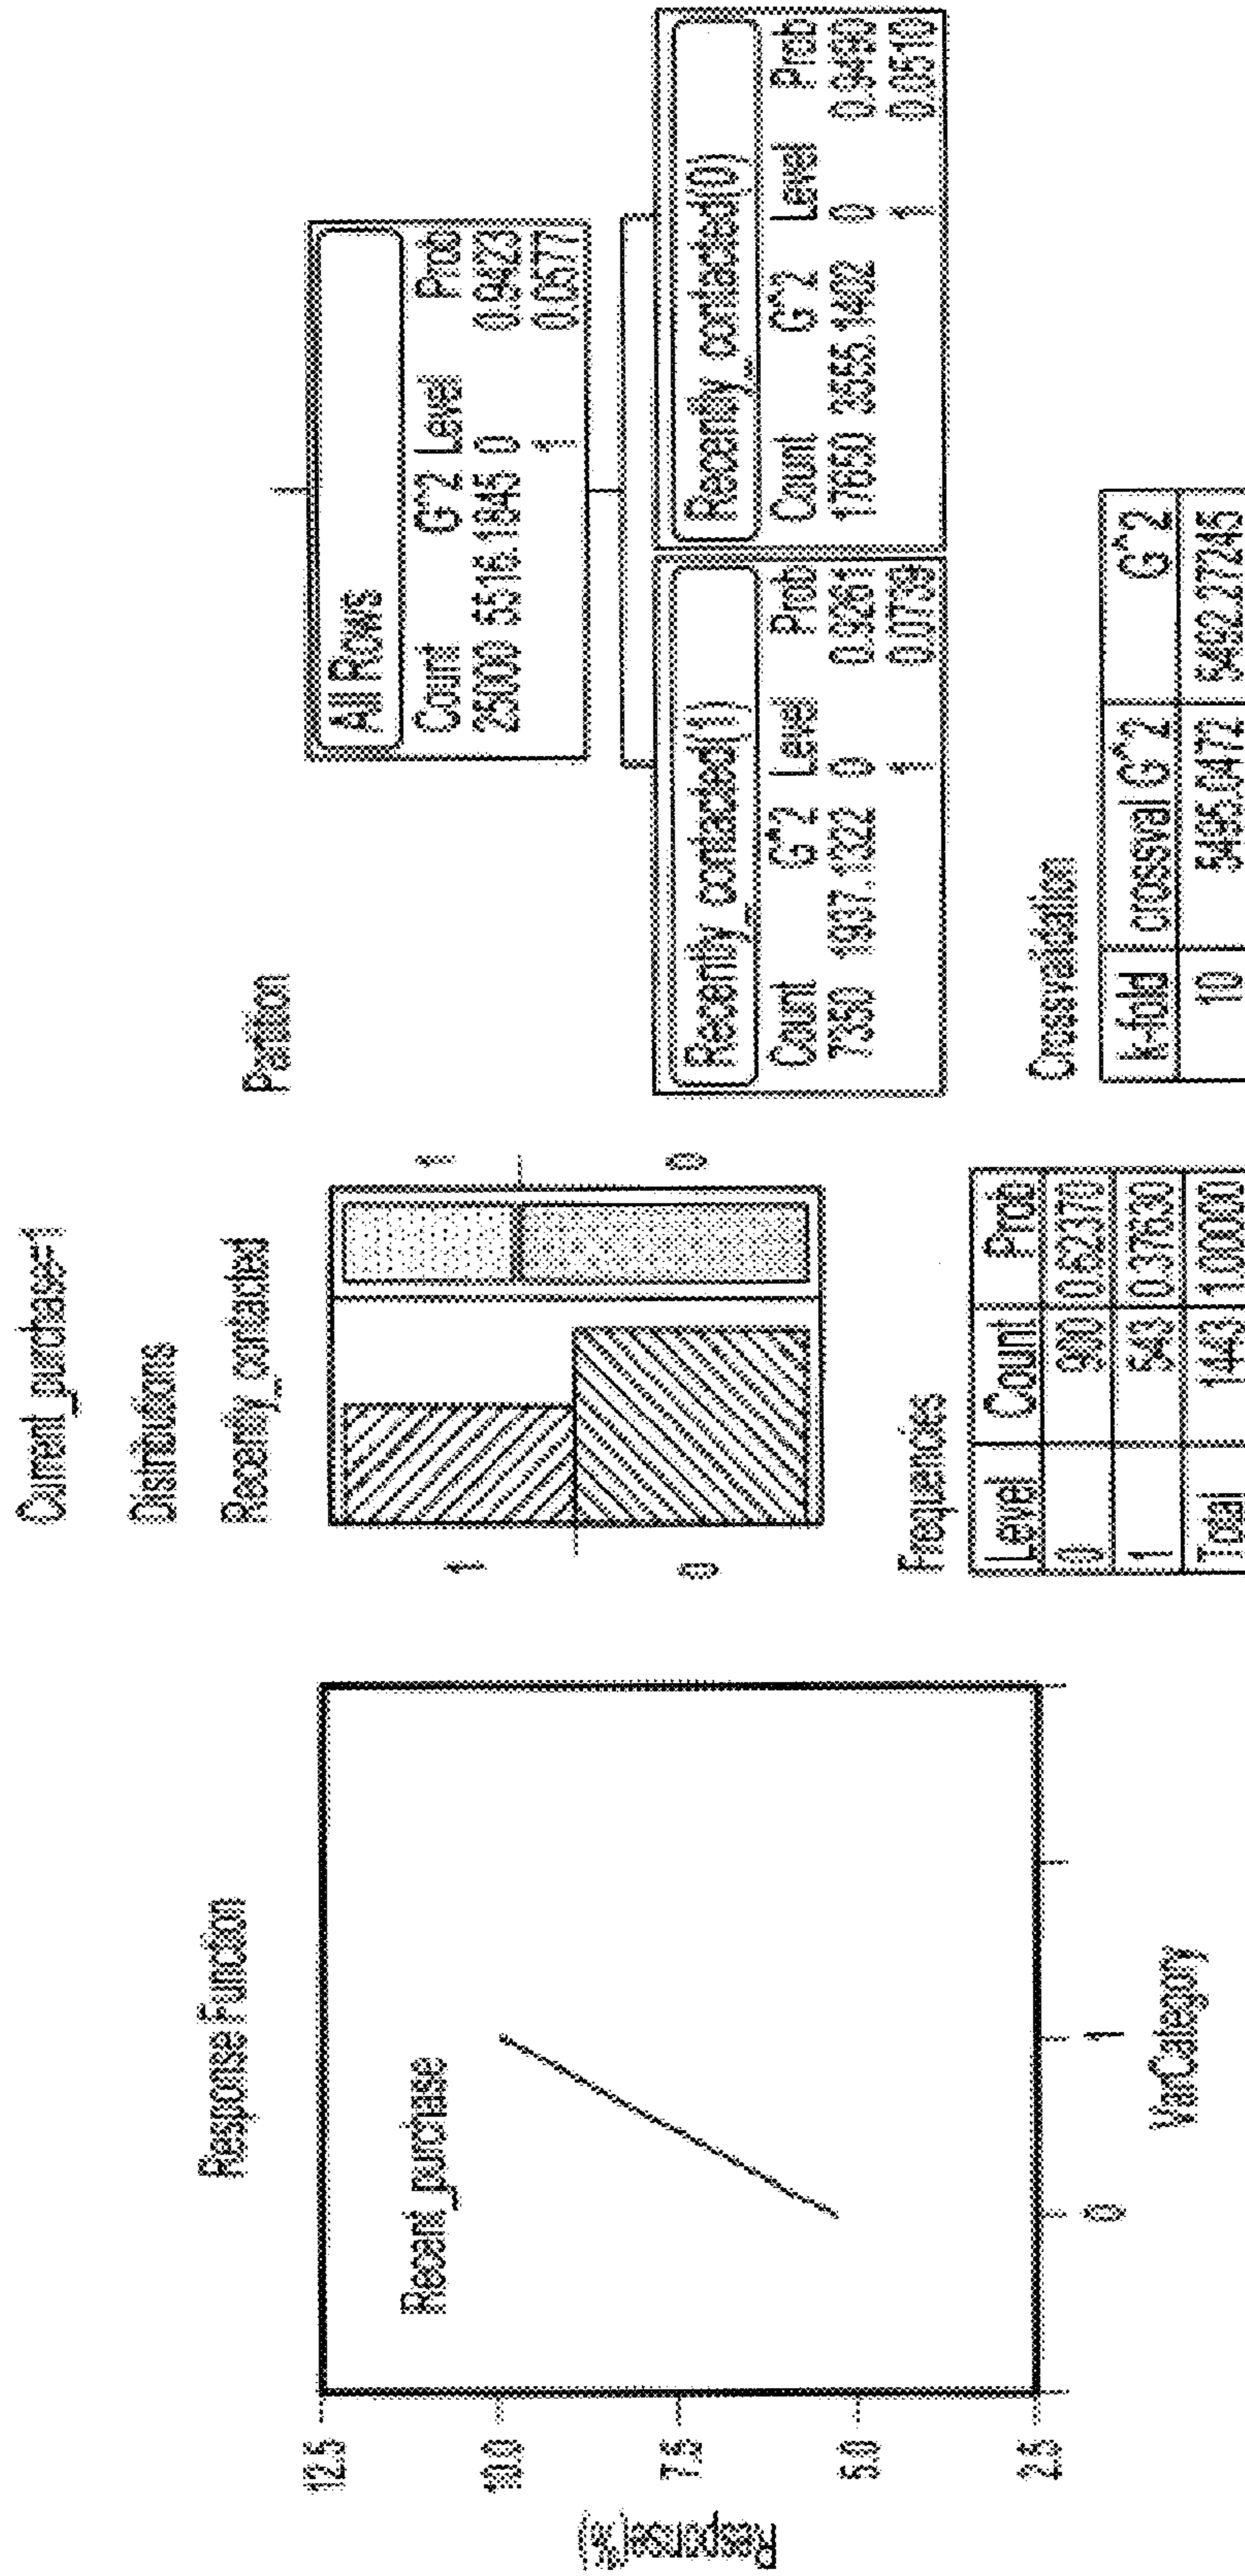 Current_purchase=1
Response Function
Response(%)
12.5
10.0
7.5
5.0
2.5
Recent_purchase
0 1
VarCategory
Distributions
Recently_contacted
1
0
1
0
Frequencies
Level Count Prob
0 900 0.62370
1 543 0.37630
Total 1443 1.00000
Partition
All Rows
Count G^2 Level Prob
25000 5516.1845 0 0.9423
1 0.0577
Recently_contacted(1)
Count G^2 Level Prob
7350 1937.1322 0 0.9261
1 0.0739
Recently_contacted(0)
Count G^2 Level Prob
17650 3555.1402 0 0.9490
1 0.0510
Crossvalidation
k-fold crossval G^2 G^2
10 5495.0472 5492.27245